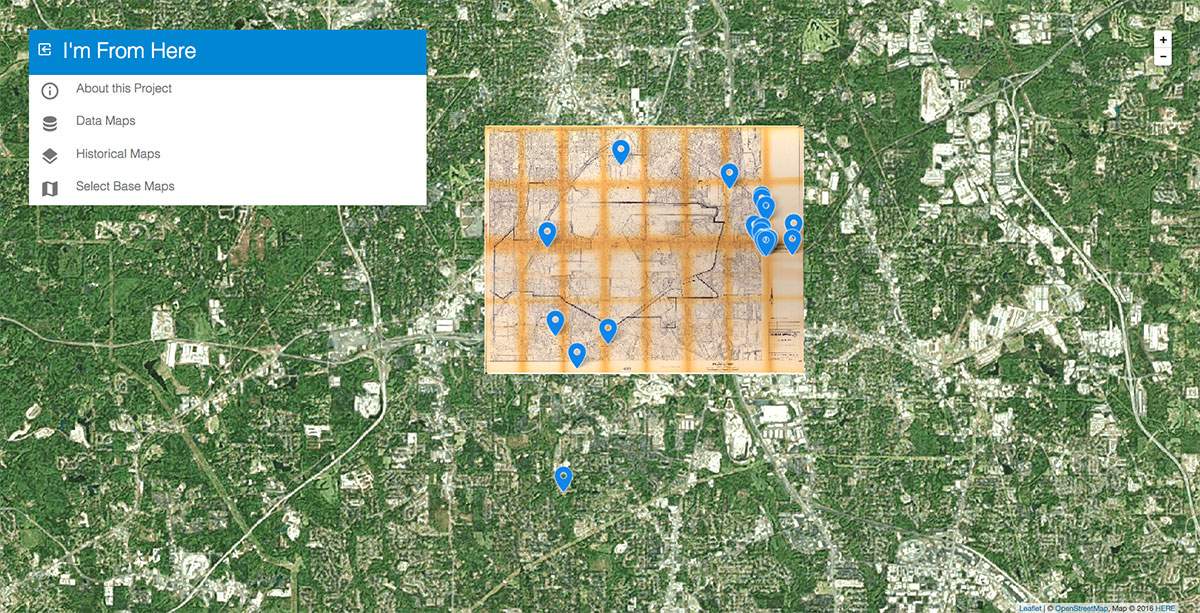 I'm From Here
About this Project
Data Maps
Historical Maps
Select Base Maps
+
-
Leaflet | © OpenStreetMap, Map © 2016 HERE